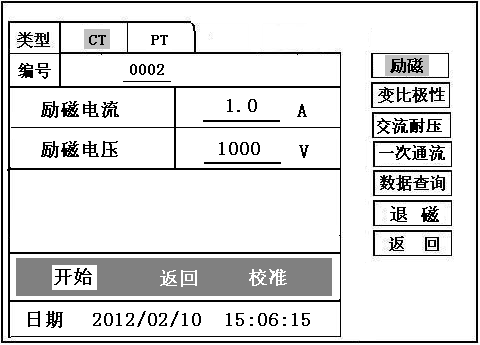 类型 CT PT
编号 0002
励磁电流 1.0 A
励磁电压 1000 V
开始 返回 校准
日期 2012/02/10 15:06:15
励磁
变比极性
交流耐压
一次通流
数据查询
退 磁
返 回